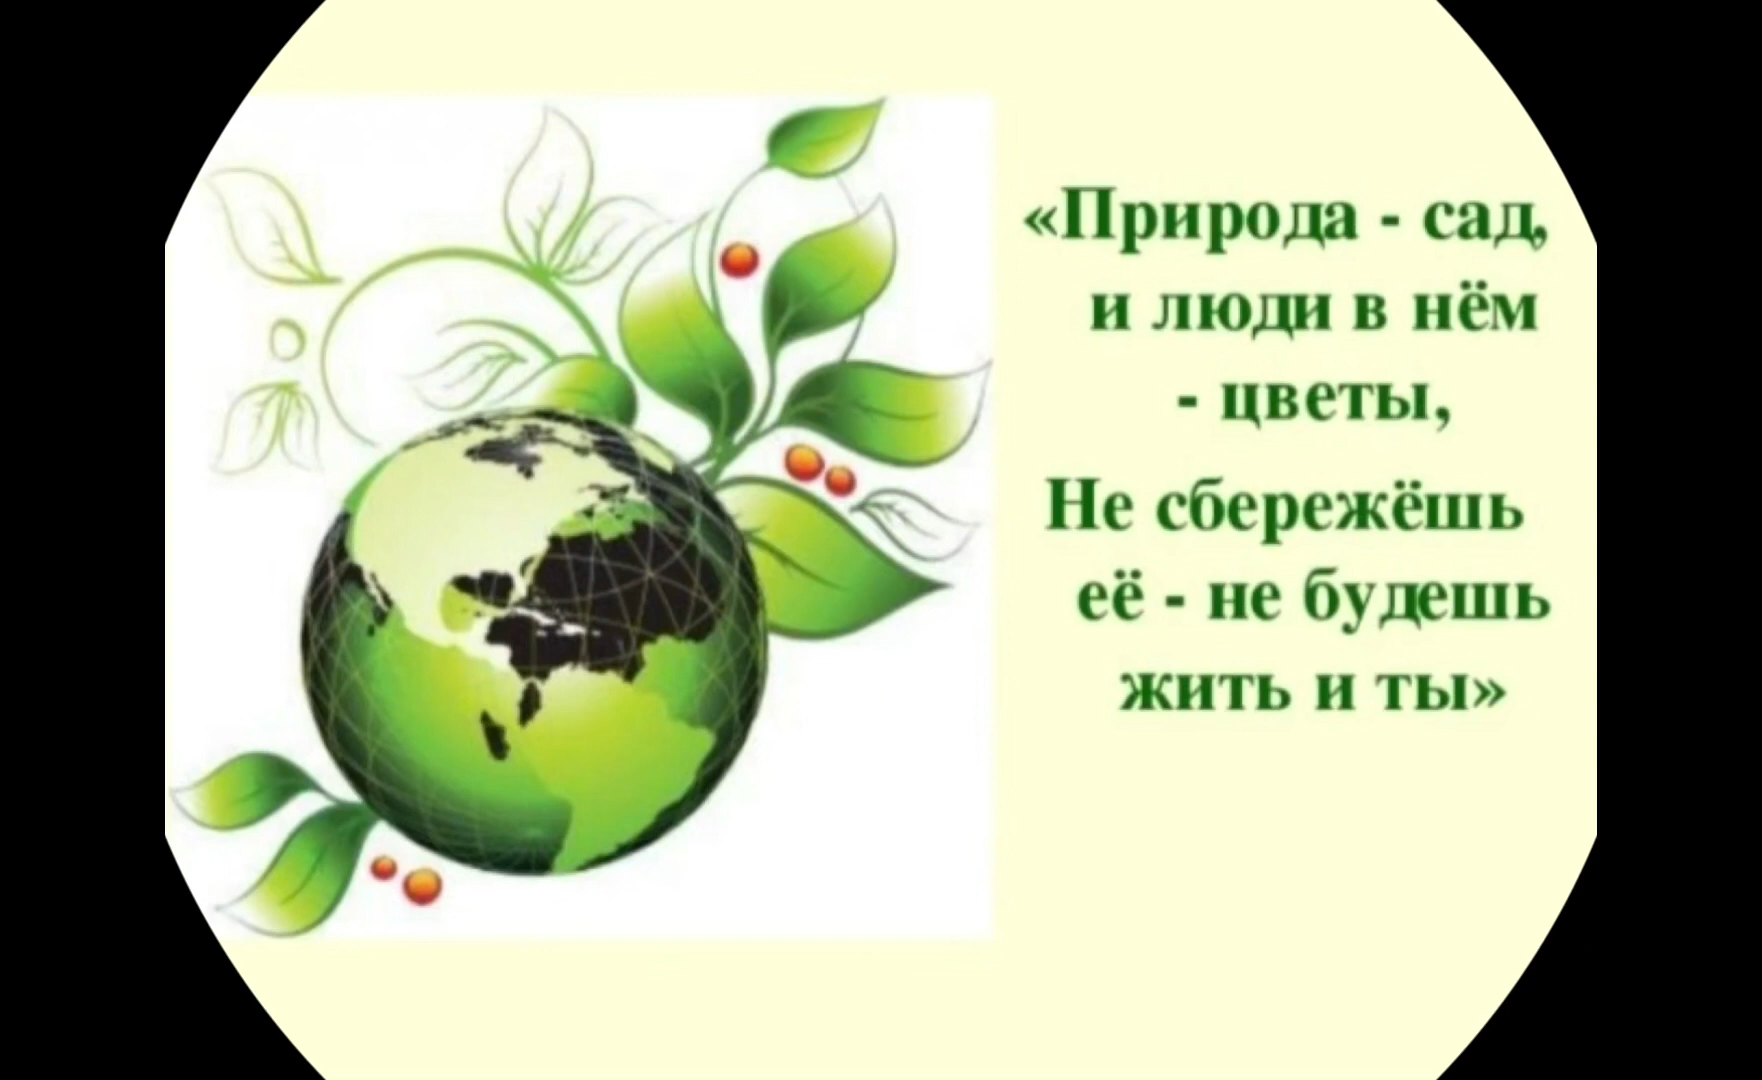 «Природа - сад,
и люди в нём
- цветы,
Не сбережёшь
её - не будешь
жить и ты»